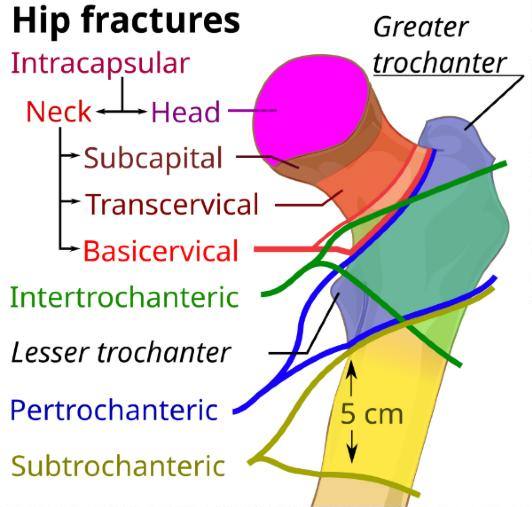 Hip fractures
Greater
trochanter
Intracapsular
Neck
Head
Subcapital
Transcervical
Basicervical
Intertrochanteric
Lesser trochanter
Pertrochanteric
5 cm
Subtrochanteric